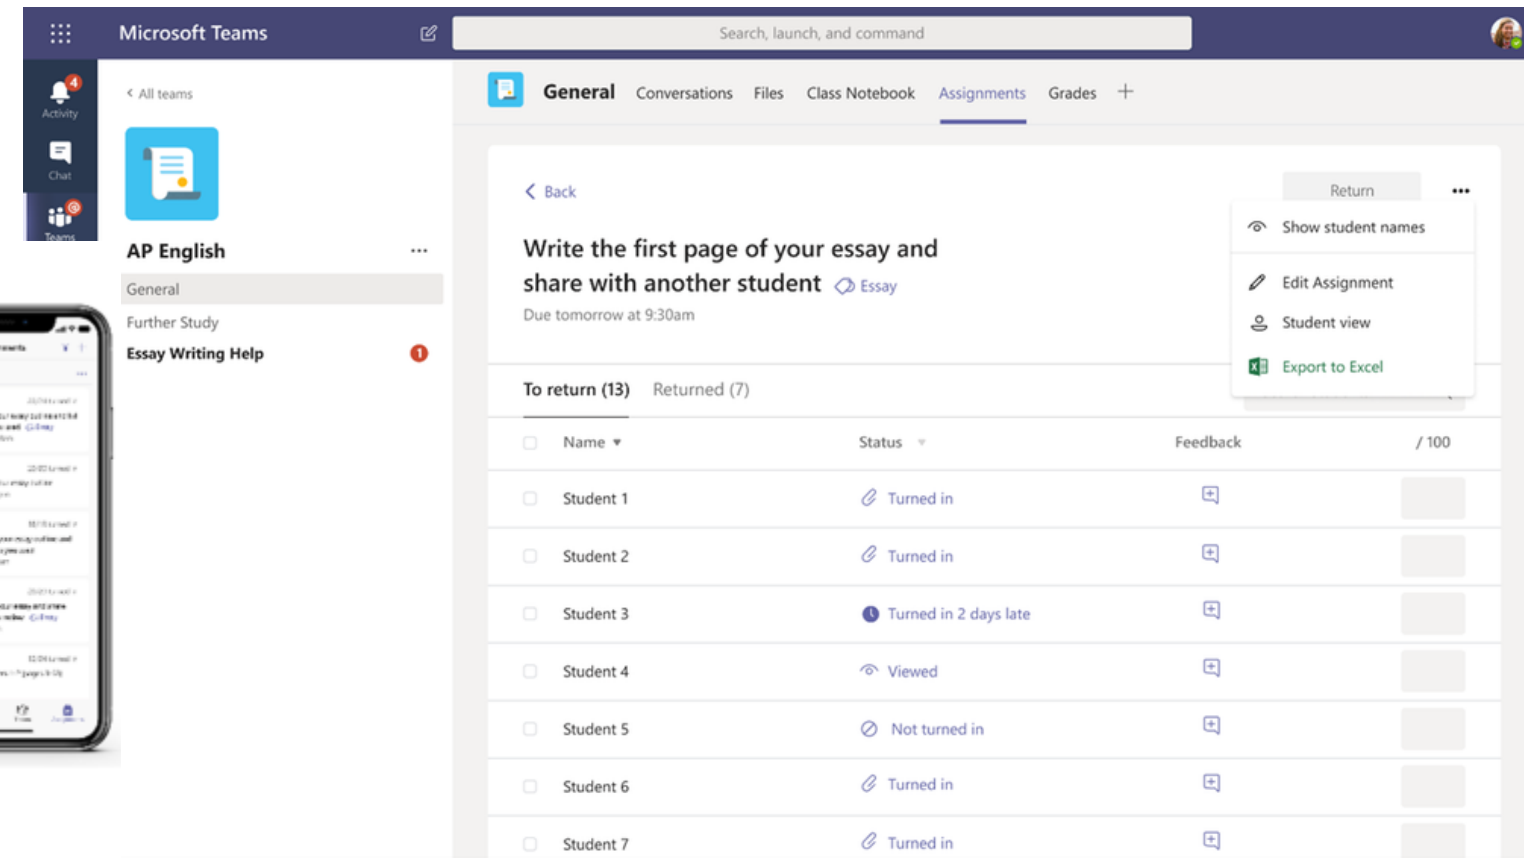 Microsoft Teams
Search, launch, and command
4
Activity
Chat
Teams
All teams
AP English
General
Further Study
Essay Writing Help
1
General Conversations Files Class Notebook Assignments Grades
Back
Return
Show student names
Edit Assignment
Student view
Export to Excel
Write the first page of your essay and
share with another student Essay
Due tomorrow at 9:30am
To return (13) Returned (7)
Name Status Feedback / 100
Student 1 Turned in
Student 2 Turned in
Student 3 Turned in 2 days late
Student 4 Viewed
Student 5 Not turned in
Student 6 Turned in
Student 7 Turned in